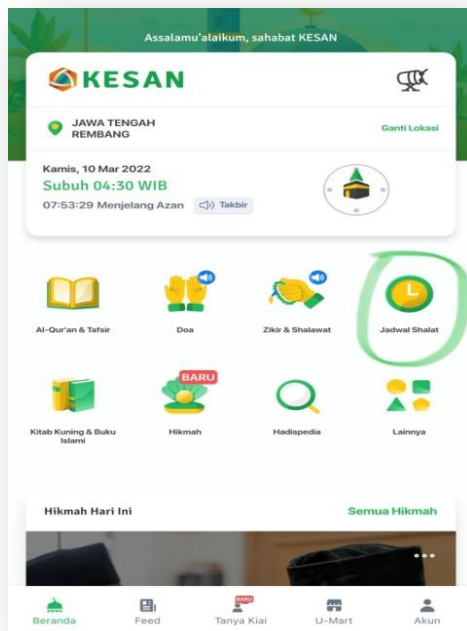 Assalamu'alaikum, sahabat KESAN
KESAN
JAWA TENGAH
REMBANG
Ganti Lokasi
Kamis, 10 Mar 2022
Subuh 04:30 WIB
07:53:29 Menjelang Azan Takbir
Al-Qur'an & Tafsir
Doa
Zikir & Shalawat
Jadwal Shalat
BARU
Kitab Kuning & Buku
Islami
Hikmah
Hadispedia
Lainnya
Hikmah Hari Ini
Semua Hikmah
Beranda
Feed
BARU
Tanya Kiai
U-Mart
Akun